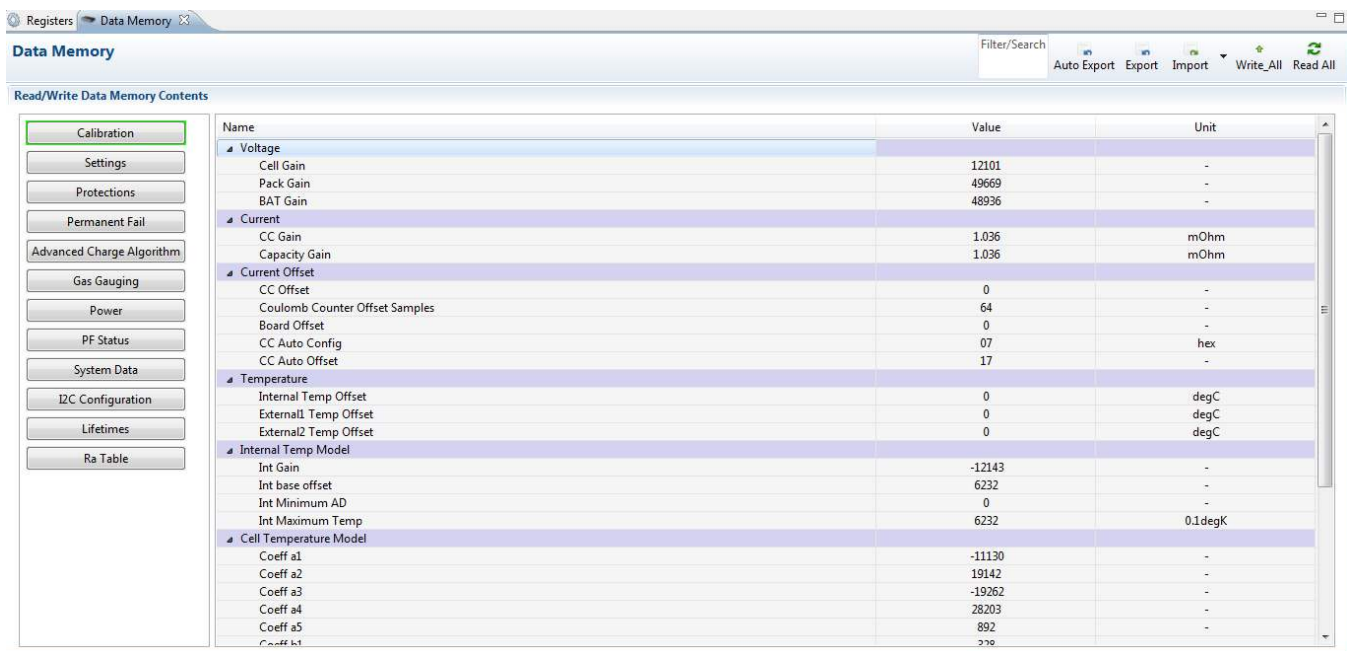 Registers Data Memory
Data Memory
Filter/Search
Auto Export Export Import Write_All Read All
Read/Write Data Memory Contents
Calibration
Settings
Protections
Permanent Fail
Advanced Charge Algorithm
Gas Gauging
Power
PF Status
System Data
I2C Configuration
Lifetimes
Ra Table
Name Value Unit
Voltage
Cell Gain 12101 -
Pack Gain 49669 -
BAT Gain 48936 -
Current
CC Gain 1.036 mOhm
Capacity Gain 1.036 mOhm
Current Offset
CC Offset 0 -
Coulomb Counter Offset Samples 64 -
Board Offset 0 -
CC Auto Config 07 hex
CC Auto Offset 17 -
Temperature
Internal Temp Offset 0 degC
External1 Temp Offset 0 degC
External2 Temp Offset 0 degC
Internal Temp Model
Int Gain -12143 -
Int base offset 6232 -
Int Minimum AD 0 -
Int Maximum Temp 6232 0.1degK
Cell Temperature Model
Coeff a1 -11130 -
Coeff a2 19142 -
Coeff a3 -19262 -
Coeff a4 28203 -
Coeff a5 892 -
Coeff b1 328 -